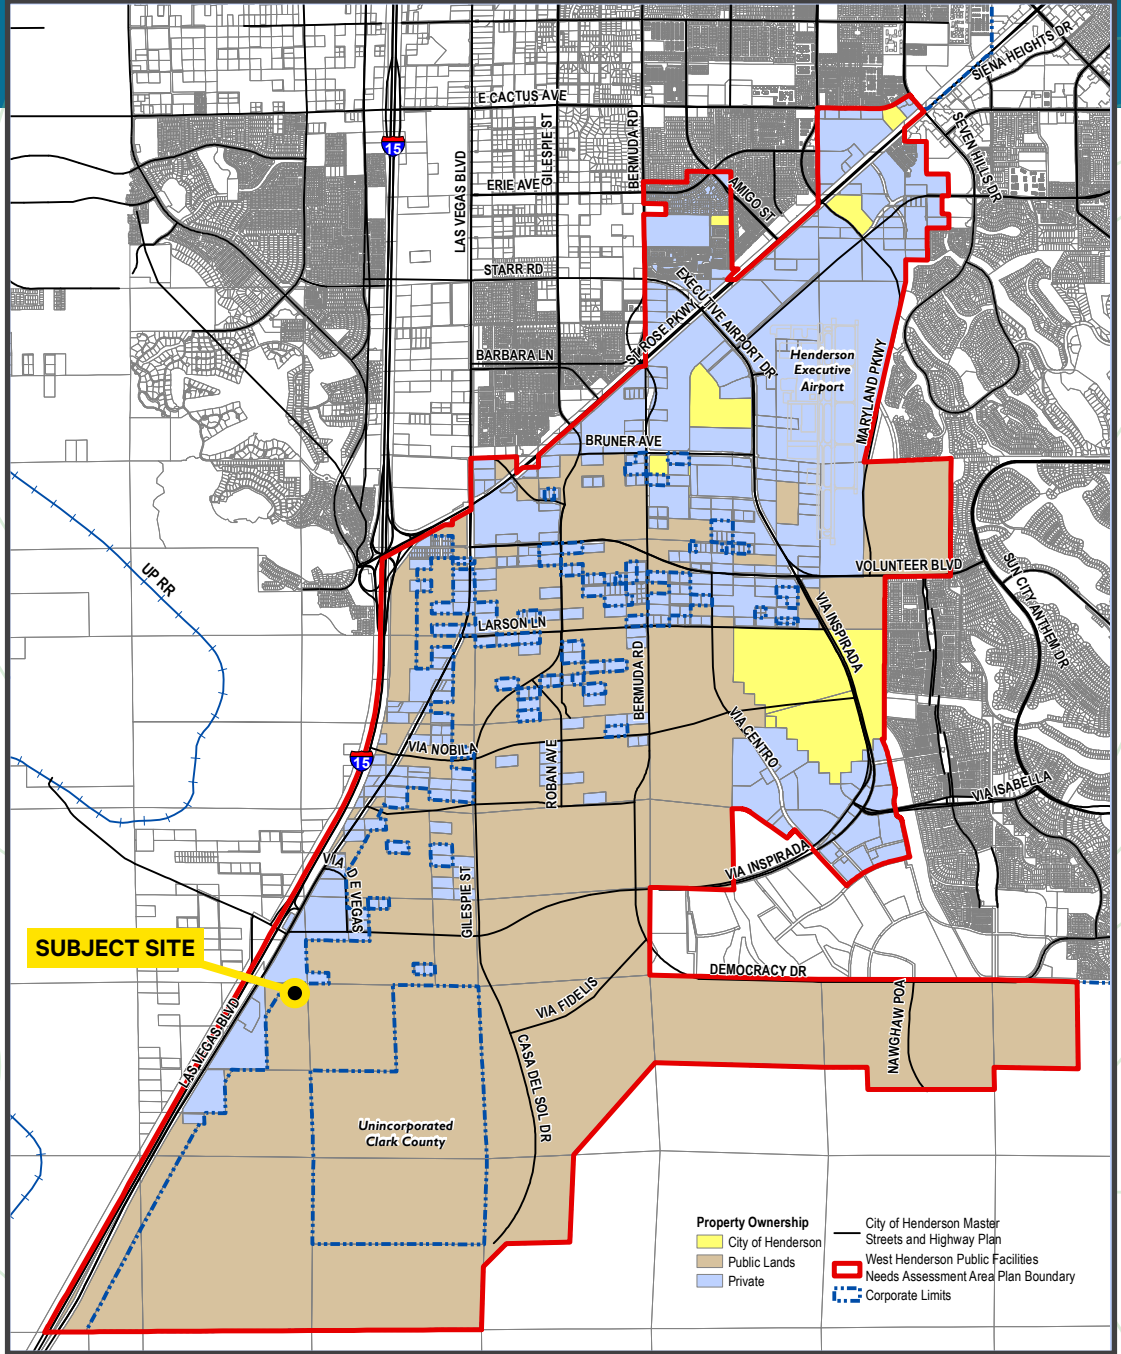 SIENA HEIGHTS DR
E CACTUS AVE
SEVEN HILLS DR
15
GILESPIE ST
BERMUDA RD
LAS VEGAS BLVD
ERIE AVE
AMIGO ST
STARR RD
EXECUTIVE AIRPORT DR
ST ROSE PKWY
BARBARA LN
Henderson
Executive
Airport
MARYLAND PKWY
BRUNER AVE
UP RR
VOLUNTEER BLVD
SUN CITY ANTHEM DR
VIA INSPIRADA
LARSON LN
BERMUDA RD
VIA CENTRO
VIA NOBILA
15
ROBAN AVE
VIA ISABELLA
VIA INSPIRADA
GILESPIE ST
SUBJECT SITE
DEMOCRACY DR
VIA FIDELIS
NAWGHAW POA
LAS VEGAS BLVD
CASA DEL SOL DR
Unincorporated
Clark County
Property Ownership
City of Henderson
Public Lands
Private
City of Henderson Master
Streets and Highway Plan
West Henderson Public Facilities
Needs Assessment Area Plan Boundary
Corporate Limits